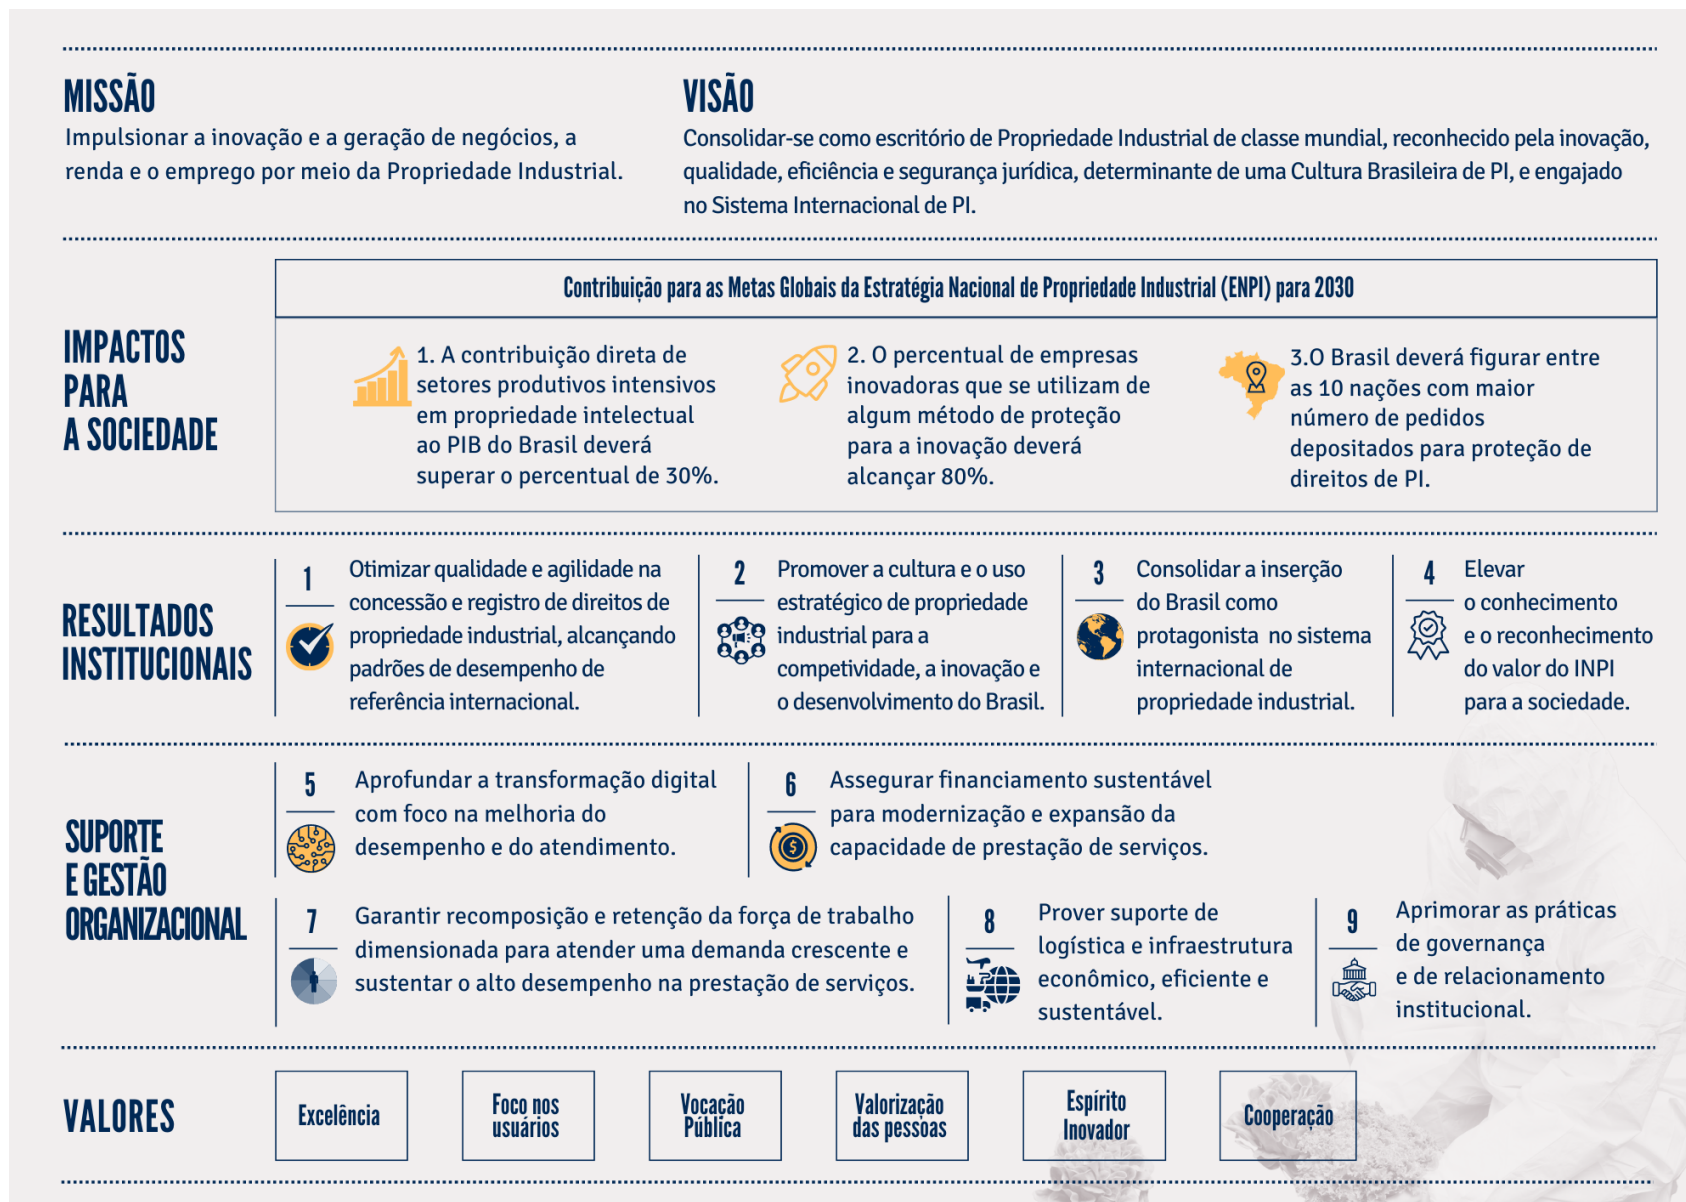 MISSÃO
Impulsionar a inovação e a geração de negócios, a
renda e o emprego por meio da Propriedade Industrial.
VISÃO
Consolidar-se como escritório de Propriedade Industrial de classe mundial, reconhecido pela inovação,
qualidade, eficiência e segurança jurídica, determinante de uma Cultura Brasileira de PI, e engajado
no Sistema Internacional de PI.
IMPACTOS
PARA
A SOCIEDADE
Contribuição para as Metas Globais da Estratégia Nacional de Propriedade Industrial (ENPI) para 2030
1. A contribuição direta de
setores produtivos intensivos
em propriedade intelectual
ao PIB do Brasil deverá
superar o percentual de 30%.
2. O percentual de empresas
inovadoras que se utilizam de
algum método de proteção
para a inovação deverá
alcançar 80%.
3.O Brasil deverá figurar entre
as 10 nações com maior
número de pedidos
depositados para proteção de
direitos de PI.
RESULTADOS
INSTITUCIONAIS
1
Otimizar qualidade e agilidade na
concessão e registro de direitos de
propriedade industrial, alcançando
padrões de desempenho de
referência internacional.
2
Promover a cultura e o uso
estratégico de propriedade
industrial para a
competividade, a inovação e
o desenvolvimento do Brasil.
3
Consolidar a inserção
do Brasil como
protagonista no sistema
internacional de
propriedade industrial.
4
Elevar
o conhecimento
e o reconhecimento
do valor do INPI
para a sociedade.
SUPORTE
E GESTÃO
ORGANIZACIONAL
5
Aprofundar a transformação digital
com foco na melhoria do
desempenho e do atendimento.
6
Assegurar financiamento sustentável
para modernização e expansão da
capacidade de prestação de serviços.
$
7
Garantir recomposição e retenção da força de trabalho
dimensionada para atender uma demanda crescente e
sustentar o alto desempenho na prestação de serviços.
8
Prover suporte de
logística e infraestrutura
econômico, eficiente e
sustentável.
9
Aprimorar as práticas
de governança
e de relacionamento
institucional.
VALORES
Excelência
Foco nos
usuários
Vocação
Pública
Valorização
das pessoas
Espírito
Inovador
Cooperação